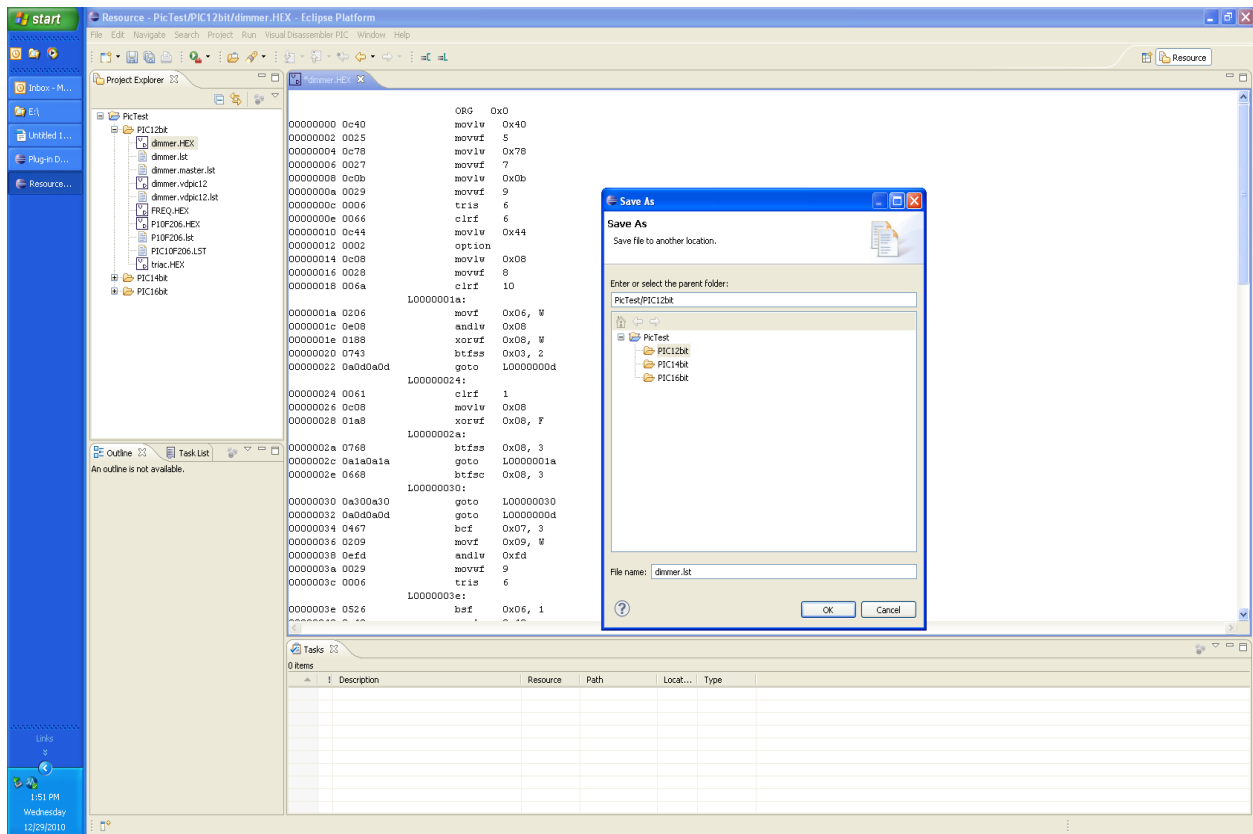 start
Inbox - M...
E:\
Untitled 1...
Plug-in D...
Resource...
Links
1:51 PM
Wednesday
12/29/2010
Resource - PicTest/PIC12bit/dimmer.HEX - Eclipse Platform
File Edit Navigate Search Project Run Visual Disassembler PIC Window Help
Resource
Project Explorer
PicTest
PIC12bit
dimmer.HEX
dimmer.lst
dimmer.master.lst
dimmer.vdpic12
dimmer.vdpic12.lst
FREQ.HEX
P10F206.HEX
P10F206.lst
PIC10F206.LST
triac.HEX
PIC14bit
PIC16bit
Outline Task List
An outline is not available.
*dimmer.HEX
ORG 0x0
00000000 0c40 movlw 0x40
00000002 0025 movwf 5
00000004 0c78 movlw 0x78
00000006 0027 movwf 7
00000008 0c0b movlw 0x0b
0000000a 0029 movwf 9
0000000c 0006 tris 6
0000000e 0066 clrf 6
00000010 0c44 movlw 0x44
00000012 0002 option
00000014 0c08 movlw 0x08
00000016 0028 movwf 8
00000018 006a clrf 10
L0000001a:
0000001a 0206 movf 0x06, W
0000001c 0e08 andlw 0x08
0000001e 0188 xorwf 0x08, W
00000020 0743 btfss 0x03, 2
00000022 0a0d0a0d goto L0000000d
L00000024:
00000024 0061 clrf 1
00000026 0c08 movlw 0x08
00000028 01a8 xorwf 0x08, F
L0000002a:
0000002a 0768 btfss 0x08, 3
0000002c 0a1a0a1a goto L0000001a
0000002e 0668 btfsc 0x08, 3
L00000030:
00000030 0a300a30 goto L00000030
00000032 0a0d0a0d goto L0000000d
00000034 0467 bcf 0x07, 3
00000036 0209 movf 0x09, W
00000038 0efd andlw 0xfd
0000003a 0029 movwf 9
0000003c 0006 tris 6
L0000003e:
0000003e 0526 bsf 0x06, 1
Save As
Save As
Save file to another location.
Enter or select the parent folder:
PicTest/PIC12bit
PicTest
PIC12bit
PIC14bit
PIC16bit
File name: dimmer.lst
? OK Cancel
Tasks
0 items
! Description Resource Path Locat... Type